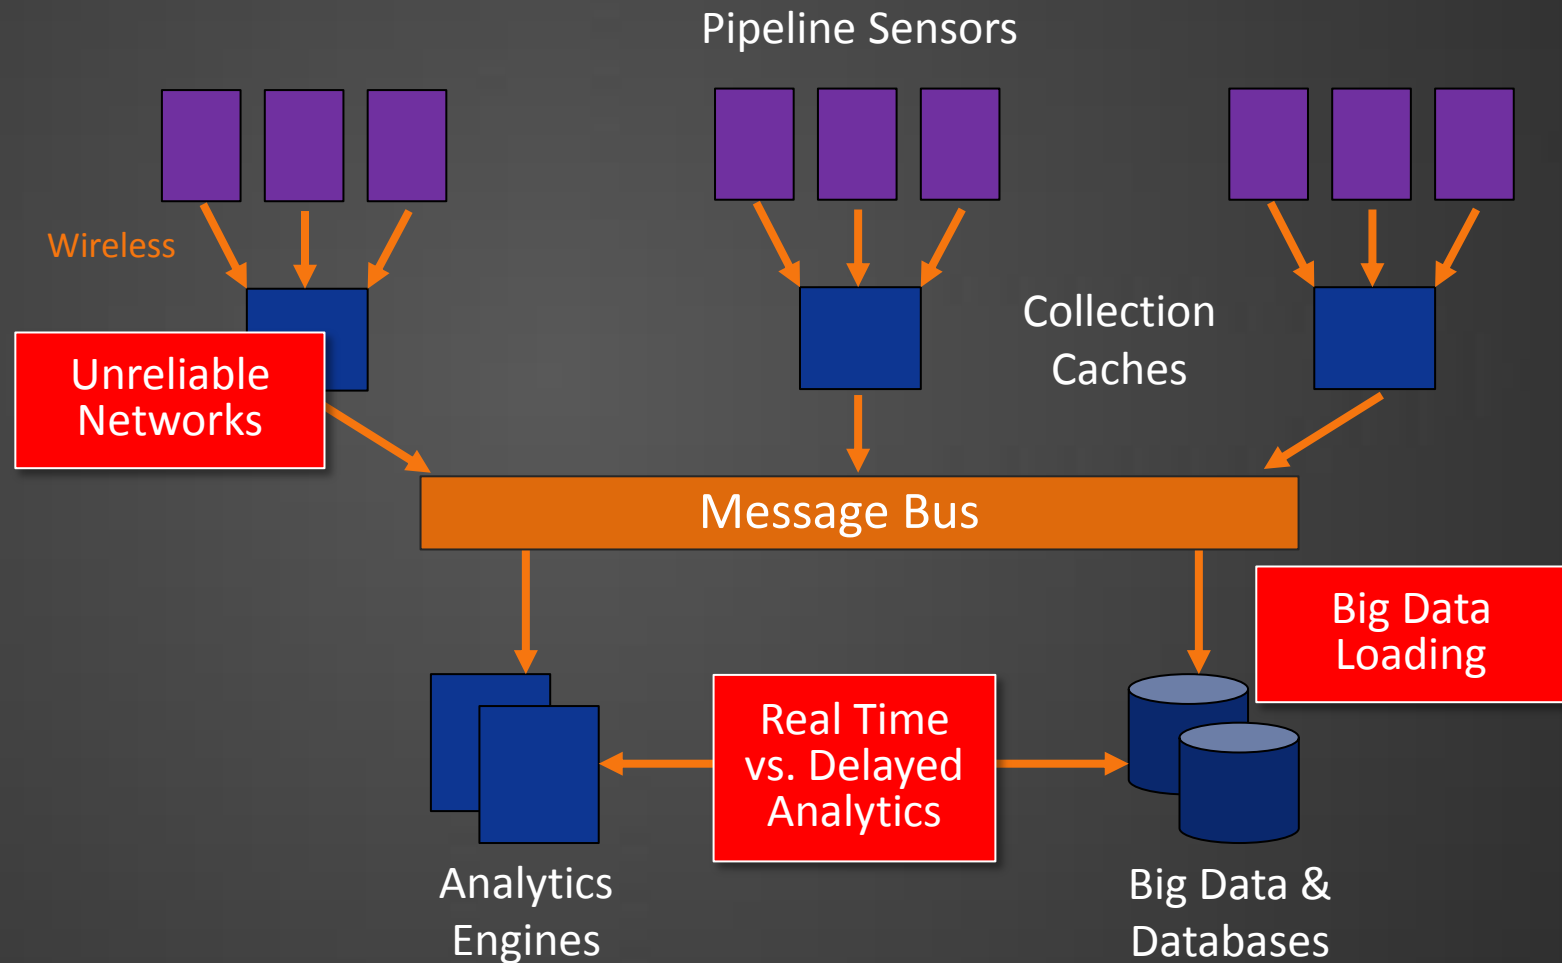 Pipeline Sensors
Wireless
Collection
Caches
Unreliable
Networks
Message Bus
Big Data
Loading
Real Time
vs. Delayed
Analytics
Analytics
Engines
Big Data &
Databases